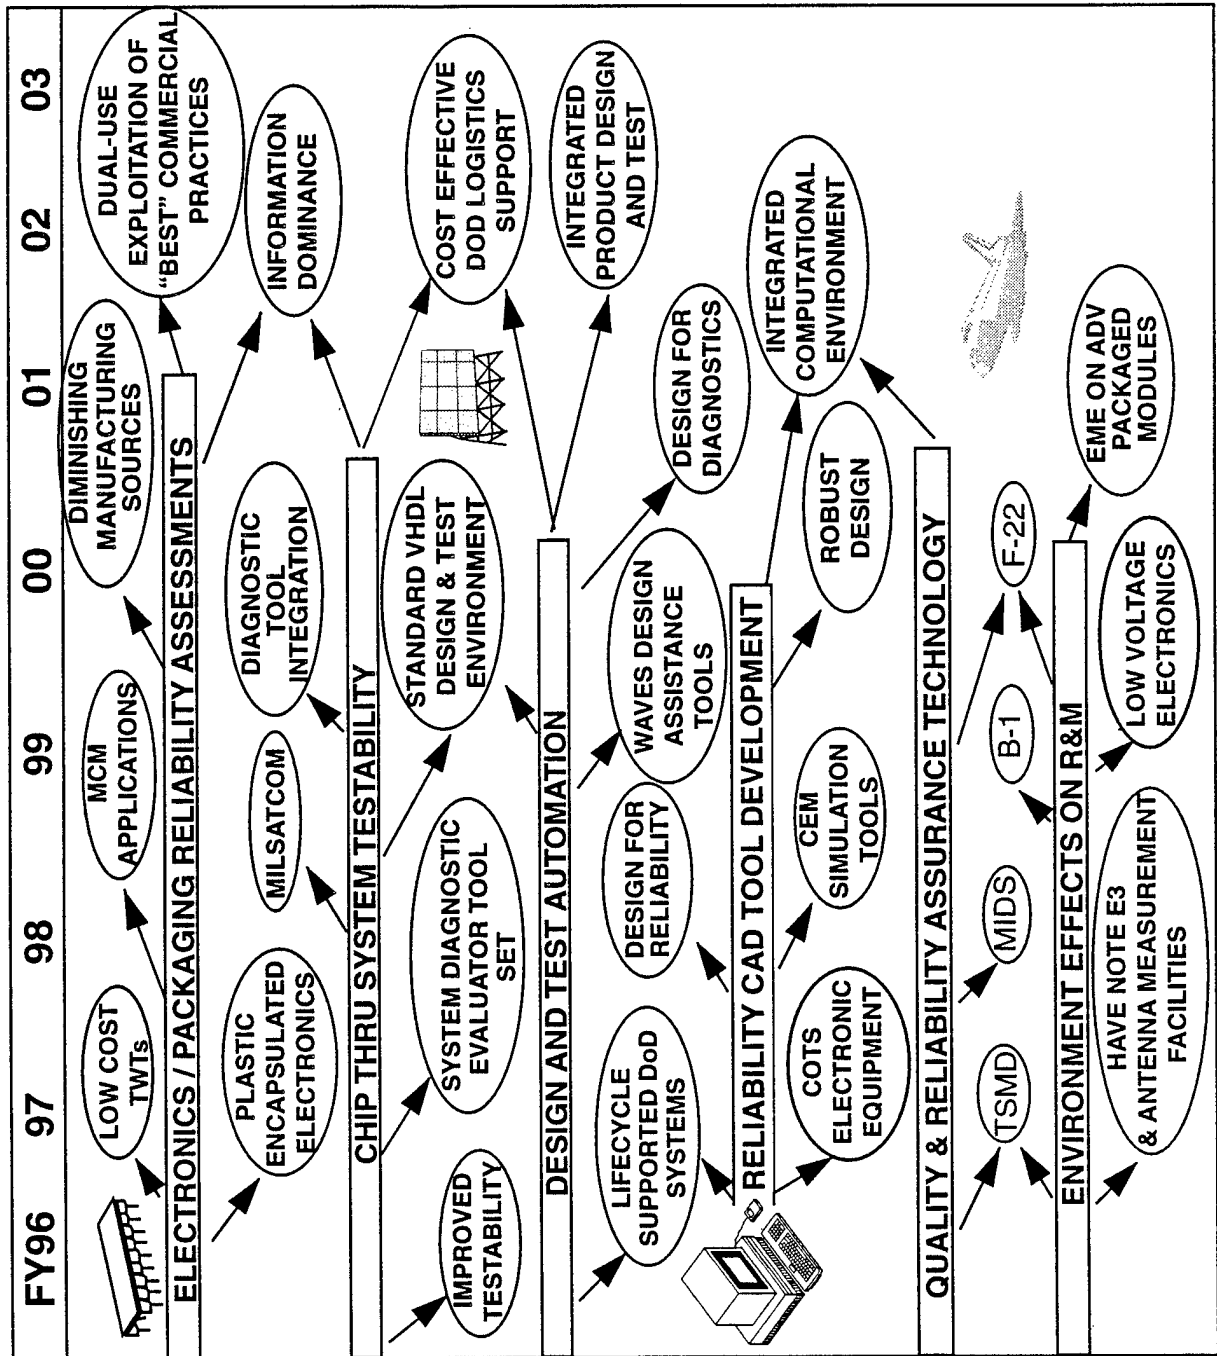 FY96 97 98 99 00 01 02 03
LOW COST
TWTs
MCM
APPLICATIONS
DIMINISHING
MANUFACTURING
SOURCES
DUAL-USE
EXPLOITATION OF
"BEST" COMMERCIAL
PRACTICES
ELECTRONICS / PACKAGING RELIABILITY ASSESSMENTS
PLASTIC
ENCAPSULATED
ELECTRONICS
MILSATCOM
DIAGNOSTIC
TOOL
INTEGRATION
INFORMATION
DOMINANCE
CHIP THRU SYSTEM TESTABILITY
IMPROVED
TESTABILITY
SYSTEM DIAGNOSTIC
EVALUATOR TOOL
SET
STANDARD VHDL
DESIGN & TEST
ENVIRONMENT
COST EFFECTIVE
DOD LOGISTICS
SUPPORT
DESIGN AND TEST AUTOMATION
INTEGRATED
PRODUCT DESIGN
AND TEST
LIFECYCLE
SUPPORTED DoD
SYSTEMS
DESIGN FOR
RELIABILITY
WAVES DESIGN
ASSISTANCE
TOOLS
DESIGN FOR
DIAGNOSTICS
RELIABILITY CAD TOOL DEVELOPMENT
COTS
ELECTRONIC
EQUIPMENT
CEM
SIMULATION
TOOLS
ROBUST
DESIGN
INTEGRATED
COMPUTATIONAL
ENVIRONMENT
QUALITY & RELIABILITY ASSURANCE TECHNOLOGY
TSMD
MIDS
B-1
F-22
ENVIRONMENT EFFECTS ON R&M
HAVE NOTE E3
& ANTENNA MEASUREMENT
FACILITIES
LOW VOLTAGE
ELECTRONICS
EME ON ADV
PACKAGED
MODULES